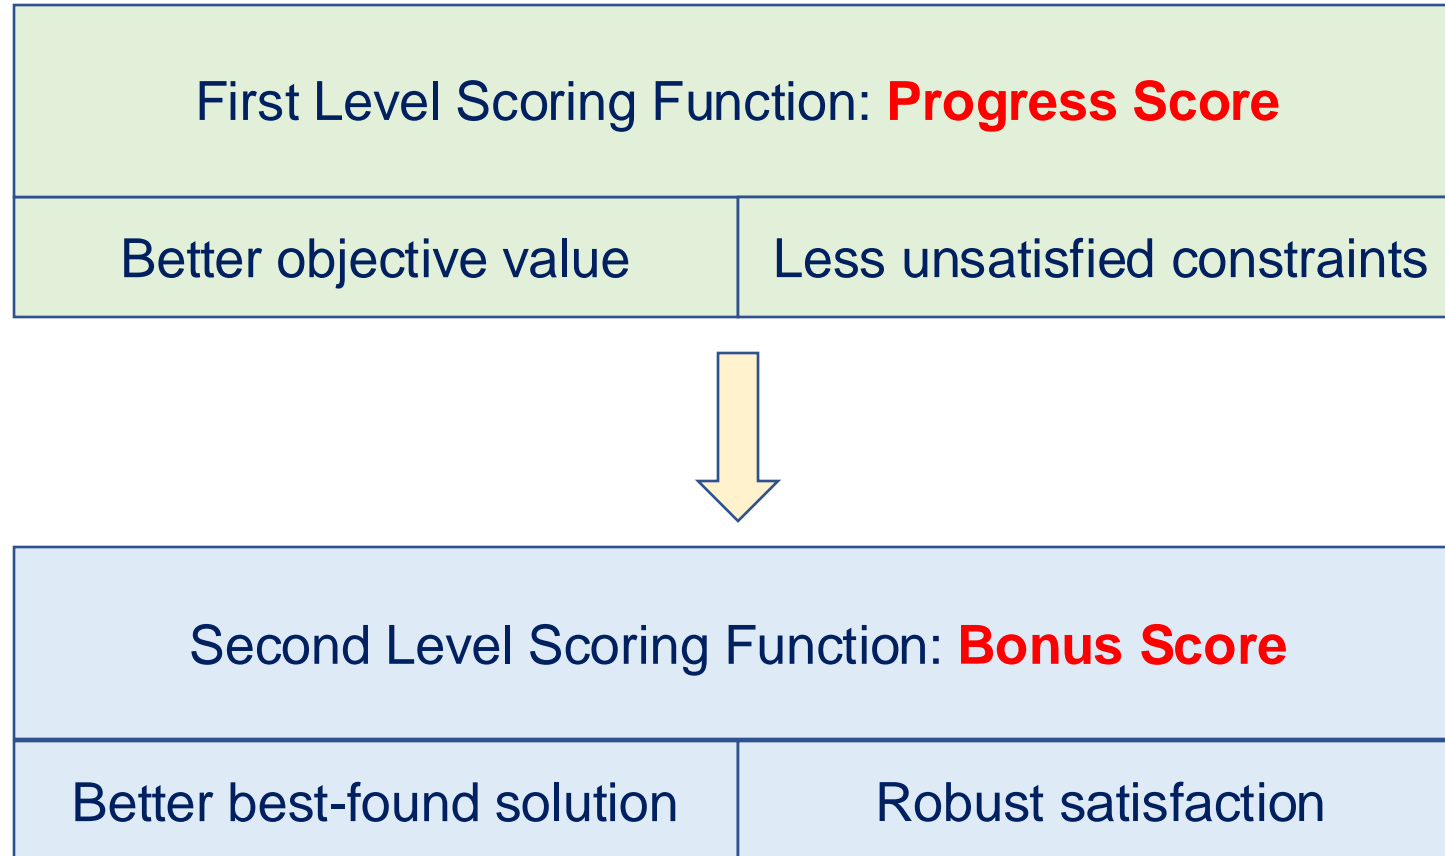 First Level Scoring Function: Progress Score
Better objective value
Less unsatisfied constraints
Second Level Scoring Function: Bonus Score
Better best-found solution
Robust satisfaction